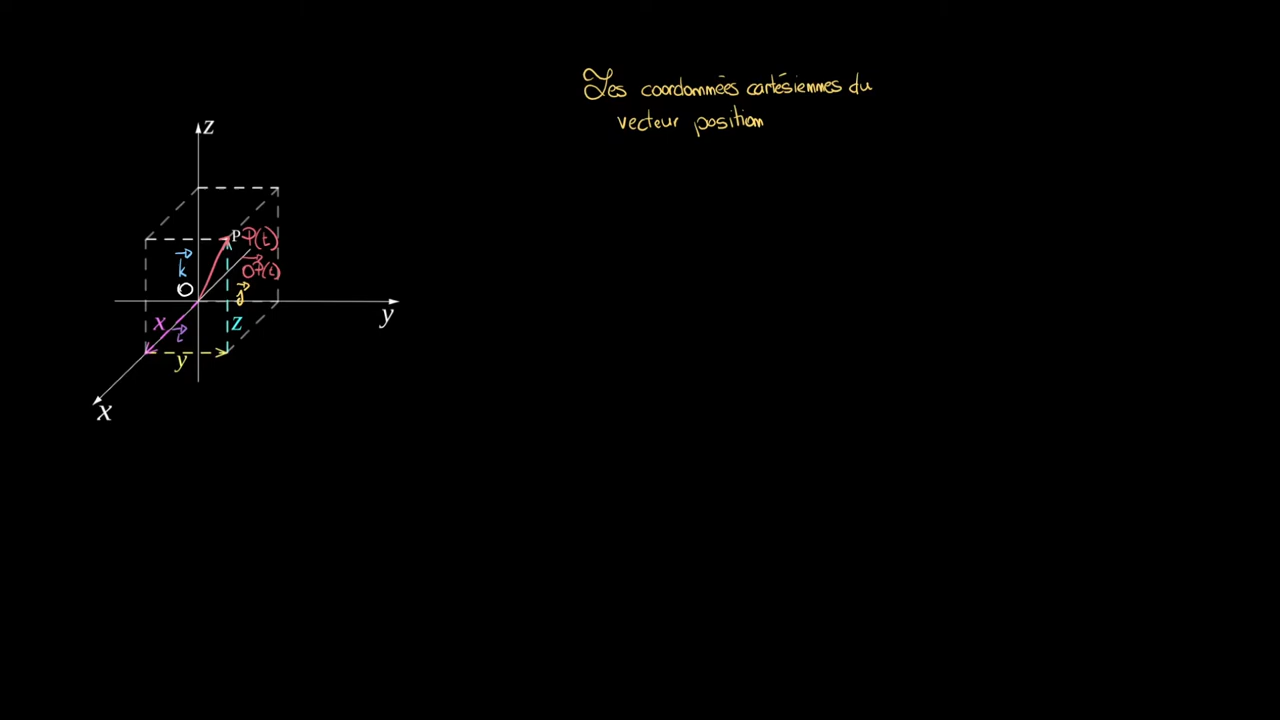 Les coordonnées cartésiennes du
vecteur position
z
P P(t)
k
OP(t)
O
j
x
i
z
y
y
x